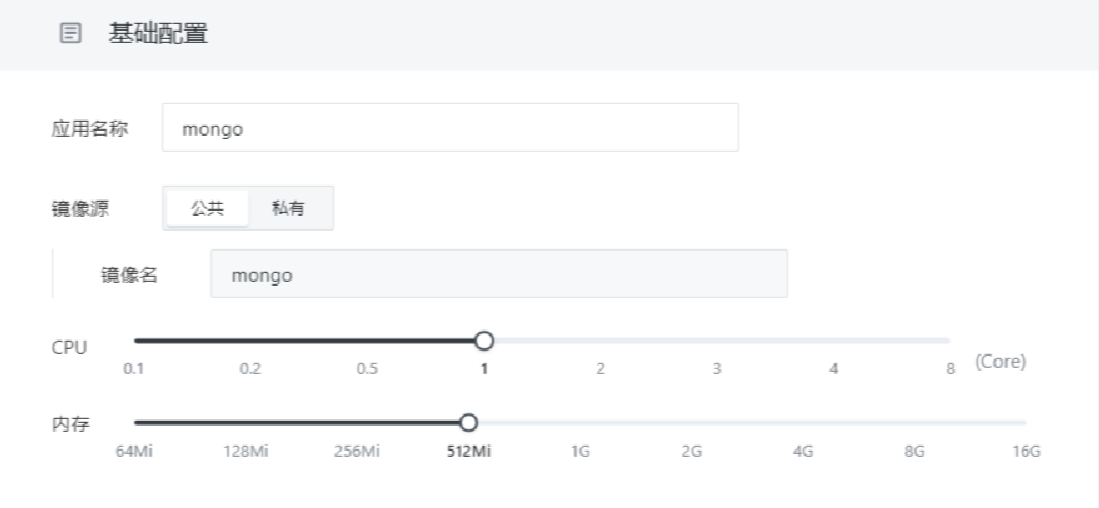 基础配置
应用名称 mongo
镜像源 公共 私有
镜像名 mongo
CPU 0.1 0.2 0.5 1 2 3 4 8 (Core)
内存 64Mi 128Mi 256Mi 512Mi 1G 2G 4G 8G 16G